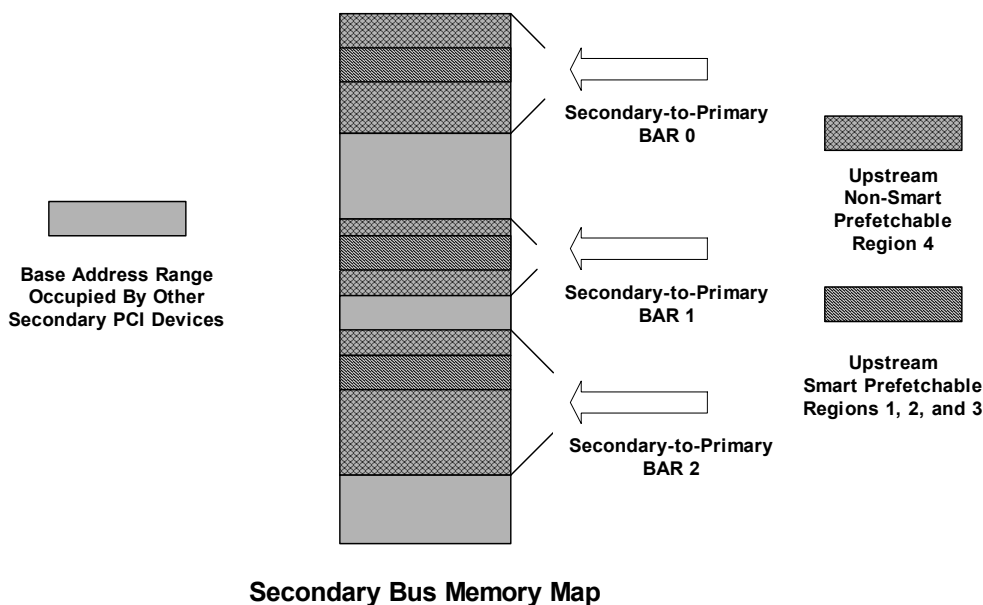 Secondary-to-Primary
BAR 0
Upstream
Non-Smart
Prefetchable
Region 4
Base Address Range
Occupied By Other
Secondary PCI Devices
Secondary-to-Primary
BAR 1
Upstream
Smart Prefetchable
Regions 1, 2, and 3
Secondary-to-Primary
BAR 2
Secondary Bus Memory Map